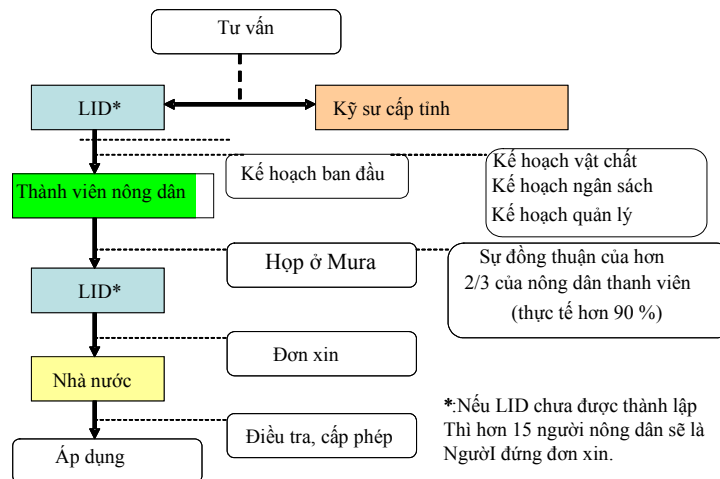 Tư vấn
LID*
Kỹ sư cấp tỉnh
Kế hoạch ban đầu
Kế hoạch vật chất
Kế hoạch ngân sách
Kế hoạch quản lý
Thành viên nông dân
Họp ở Mura
Sự đồng thuận của hơn
2/3 của nông dân thanh viên
(thực tế hơn 90 %)
LID*
Đơn xin
Nhà nước
Điều tra, cấp phép
Áp dụng
*:Nếu LID chưa được thành lập
Thì hơn 15 người nông dân sẽ là
NgườI đứng đơn xin.